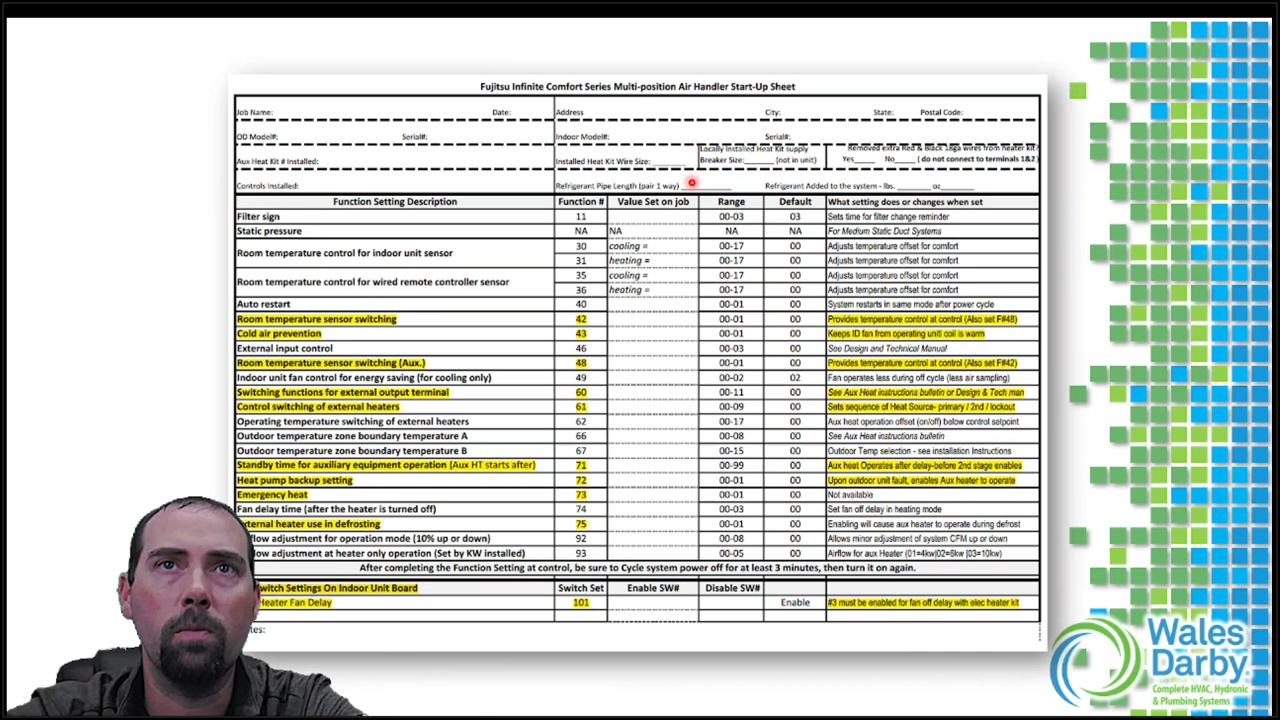 Fujitsu Infinite Comfort Series Multi-position Air Handler Start-Up Sheet
Job Name: Date: Address City: State: Postal Code:
OD Model#: Serial#: Indoor Model#: Serial#:
Aux Heat Kit # Installed: Installed Heat Kit Wire Size: _______ Locally Installed Heat Kit supply Removed extra Red & Black 18ga wires from heater kit?
Breaker Size:______ (not in unit) Yes____ No____ ( do not connect to terminals 1&2 )
Controls Installed: Refrigerant Pipe Length (pair 1 way) __________ Refrigerant Added to the system - lbs. _______ oz_______
Function Setting Description Function # Value Set on job Range Default What setting does or changes when set
Filter sign 11 00-03 03 Sets time for filter change reminder
Static pressure NA NA NA NA For Medium Static Duct Systems
Room temperature control for indoor unit sensor 30 cooling = 00-17 00 Adjusts temperature offset for comfort
31 heating = 00-17 00 Adjusts temperature offset for comfort
Room temperature control for wired remote controller sensor 35 cooling = 00-17 00 Adjusts temperature offset for comfort
36 heating = 00-17 00 Adjusts temperature offset for comfort
Auto restart 40 00-01 00 System restarts in same mode after power cycle
Room temperature sensor switching 42 00-01 00 Provides temperature control at control (Also set F#48)
Cold air prevention 43 00-01 00 Keeps ID fan from operating until coil is warm
External input control 46 00-03 00 See Design and Technical Manual
Room temperature sensor switching (Aux.) 48 00-01 00 Provides temperature control at control (Also set F#42)
Indoor unit fan control for energy saving (for cooling only) 49 00-02 02 Fan operates less during off cycle (less air sampling)
Switching functions for external output terminal 60 00-11 00 See Aux Heat instructions bulletin or Design & Tech man
Control switching of external heaters 61 00-09 00 Sets sequence of Heat Source- primary / 2nd / lockout
Operating temperature switching of external heaters 62 00-17 00 Aux heat operation offset (on/off) below control setpoint
Outdoor temperature zone boundary temperature A 66 00-08 00 See Aux Heat instructions bulletin
Outdoor temperature zone boundary temperature B 67 00-15 00 Outdoor Temp selection - see installation Instructions
Standby time for auxiliary equipment operation (Aux HT starts after) 71 00-99 00 Aux heat Operates after delay-before 2nd stage enables
Heat pump backup setting 72 00-01 00 Upon outdoor unit fault, enables Aux heater to operate
Emergency heat 73 00-01 00 Not available
Fan delay time (after the heater is turned off) 74 00-03 00 Set fan off delay in heating mode
External heater use in defrosting 75 00-01 00 Enabling will cause aux heater to operate during defrost
low adjustment for operation mode (10% up or down) 92 00-08 00 Allows minor adjustment of system CFM up or down
low adjustment at heater only operation (Set by KW installed) 93 00-05 00 Airflow for aux Heater (01=4kw|02=6kw |03=10kw)
After completing the Function Setting at control, be sure to Cycle system power off for at least 3 minutes, then turn it on again.
witch Settings On Indoor Unit Board Switch Set Enable SW# Disable SW#
Heater Fan Delay 101 Enable #3 must be enabled for fan off delay with elec heater kit
tes:
Wales
Darby
Complete HVAC, Hydronic
& Plumbing Systems